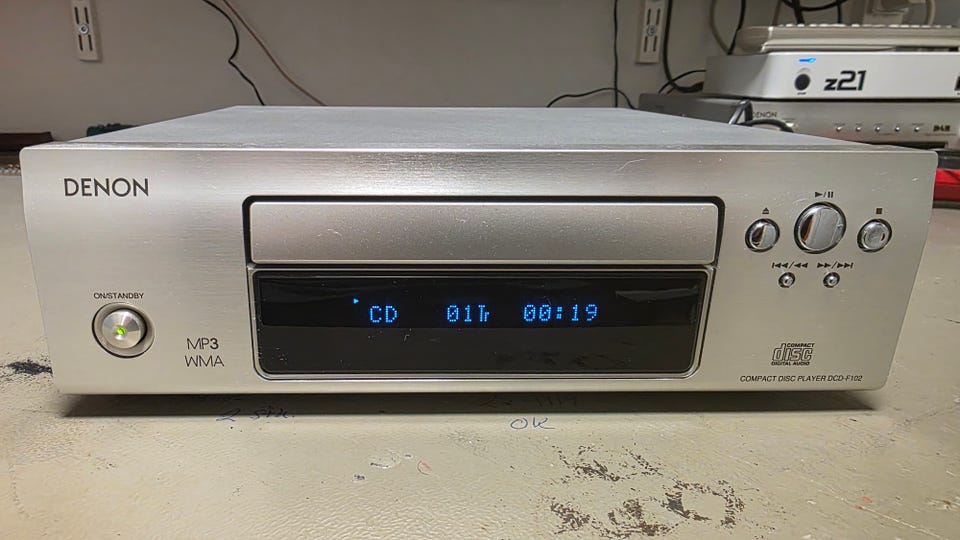 z21
DENON
DENON
ON/STANDBY
MP3
WMA
CD 01Tr 00:19
COMPACT
disc
DIGITAL AUDIO
COMPACT DISC PLAYER DCD-F102
OK